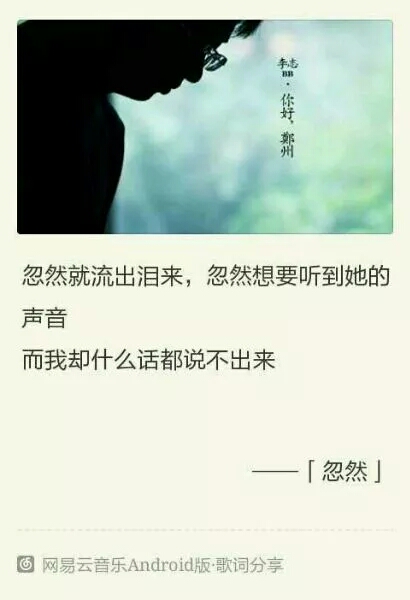 李志
BB
·
你好，鄭州
忽然就流出泪来，忽然想要听到她的
声音
而我却什么话都说不出来
——「忽然」
网易云音乐Android版·歌词分享